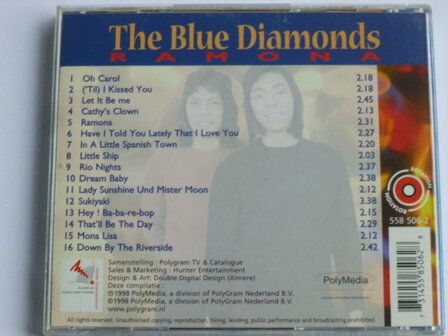 The Blue Diamonds
RAMONA
1 Oh Carol 2.18
2 ('Til) I Kissed You 2.18
3 Let It Be me 2.45
4 Cathy's Clown 2.13
5 Ramona 2.31
6 Have I Told You Lately That I Love You 2.27
7 In A Little Spanish Town 2.20
8 Little Ship 2.03
9 Rio Nights 2.37
10 Dream Baby 2.38
11 Lady Sunshine Und Mister Moon 2.12
12 Sukiyaki 2.38
13 Hey ! Ba-ba-re-bop 2.15
14 That'll Be The Day 2.29
15 Mona Lisa 2.12
16 Down By The Riverside 2.42
ROTATION
ROTATION
558 506-2
Samenstelling : Polygram TV & Catalogue
Sales & Marketing : Hunter Entertainment
Design & Art: Double Digital Design (Almere)
Deze compilatie :
©1998 PolyMedia, a division of PolyGram Nederland B.V.
℗1998 PolyMedia, a division of PolyGram Nederland B.V.
www.polygram.nl
PolyMedia
All rights reserved. Unauthorised copying, reproduction, hiring, lending, public performance and broadcasting prohibited.